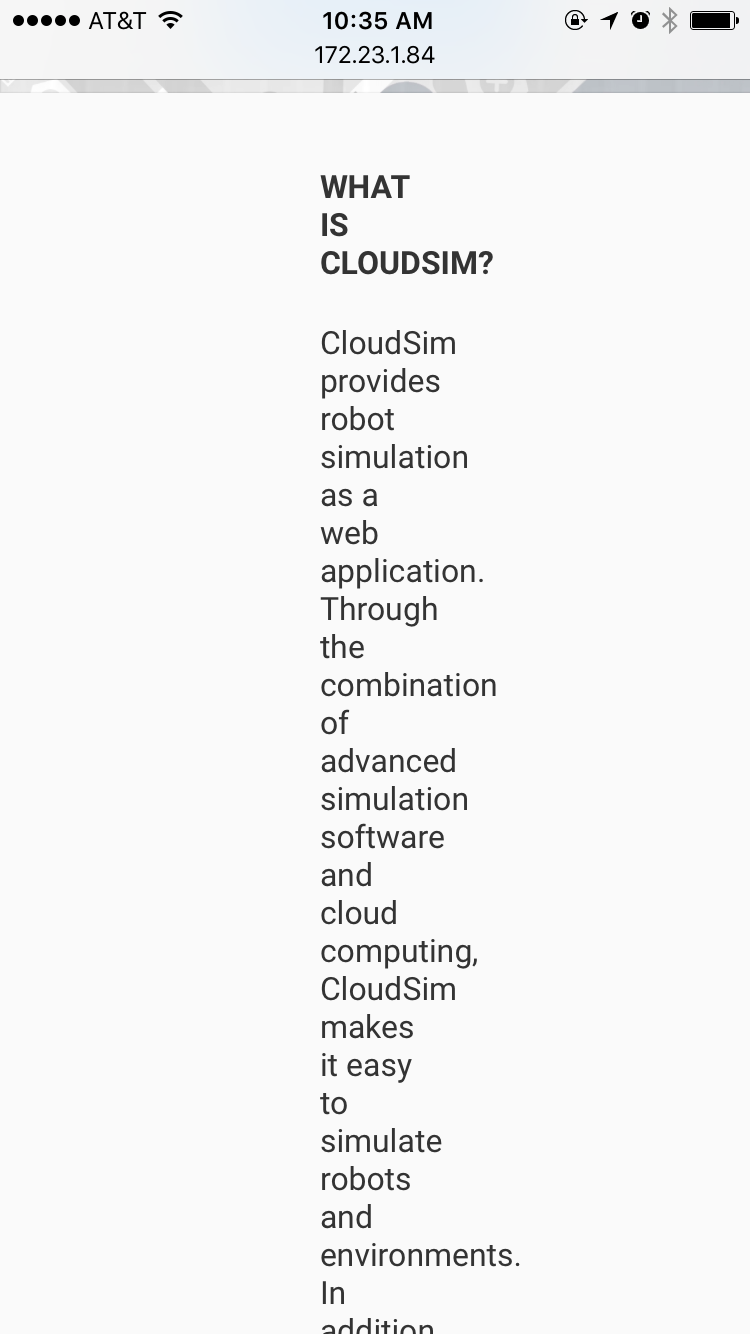 AT&T 10:35 AM
172.23.1.84
WHAT
IS
CLOUDSIM?
CloudSim
provides
robot
simulation
as a
web
application.
Through
the
combination
of
advanced
simulation
software
and
cloud
computing,
CloudSim
makes
it easy
to
simulate
robots
and
environments.
In
addition